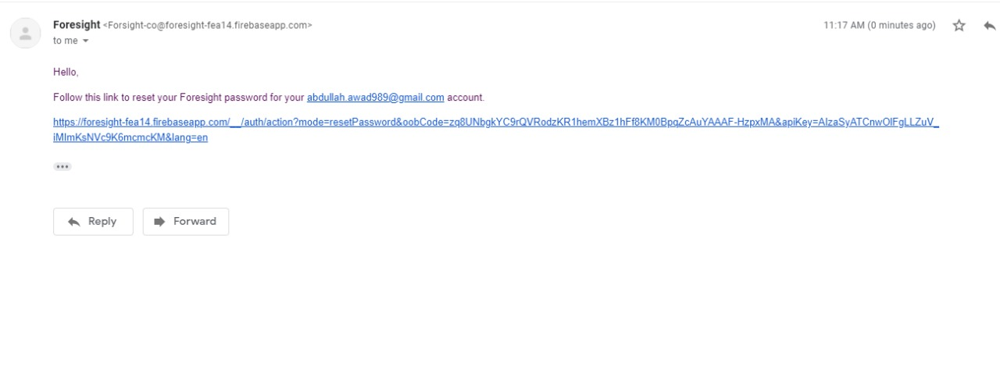 Foresight <Forsight-co@foresight-fea14.firebaseapp.com> 11:17 AM (0 minutes ago)
to me
Hello,
Follow this link to reset your Foresight password for your abdullah.awad989@gmail.com account.
https://foresight-fea14.firebaseapp.com/__/auth/action?mode=resetPassword&oobCode=zq8UNbgkYC9rQVRodzKR1hemXBz1hFf8KM0BpqZcAuYAAAF-HzpxMA&apiKey=AIzaSyATCnwOlFgLLZuV_
iMImKsNVc9K6mcmcKM&lang=en
Reply Forward